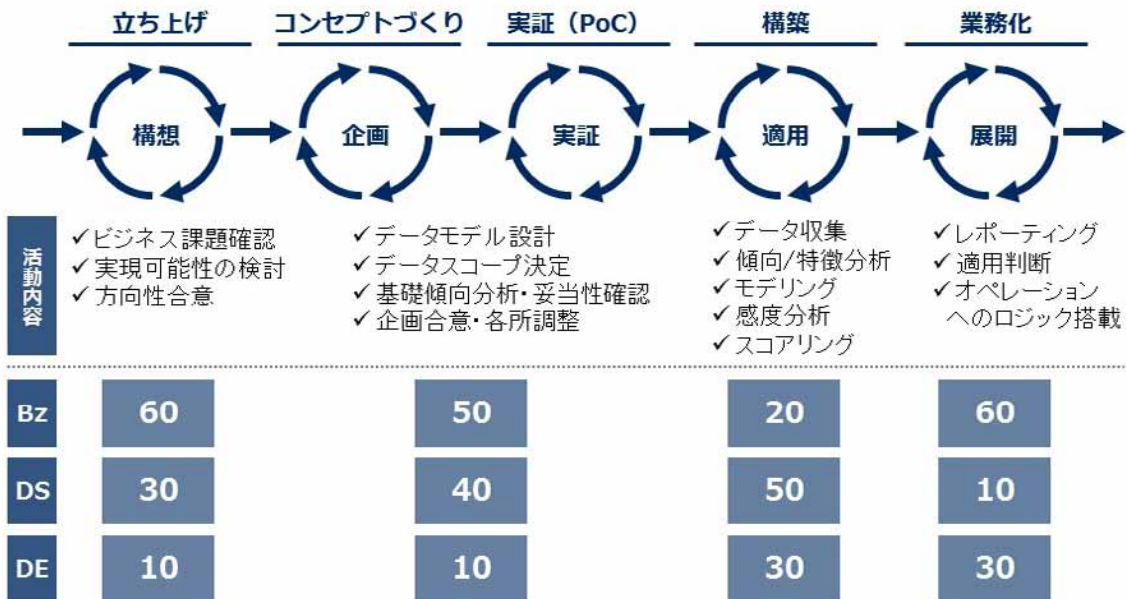 立ち上げ
コンセプトづくり
実証（PoC）
構築
業務化
構想
企画
実証
適用
展開
活動内容
✓ビジネス課題確認
✓実現可能性の検討
✓方向性合意
✓データモデル設計
✓データスコープ決定
✓基礎傾向分析・妥当性確認
✓企画合意・各所調整
✓データ収集
✓傾向/特徴分析
✓モデリング
✓感度分析
✓スコアリング
✓レポーティング
✓適用判断
✓オペレーション
へのロジック搭載
Bz
60
50
20
60
DS
30
40
50
10
DE
10
10
30
30